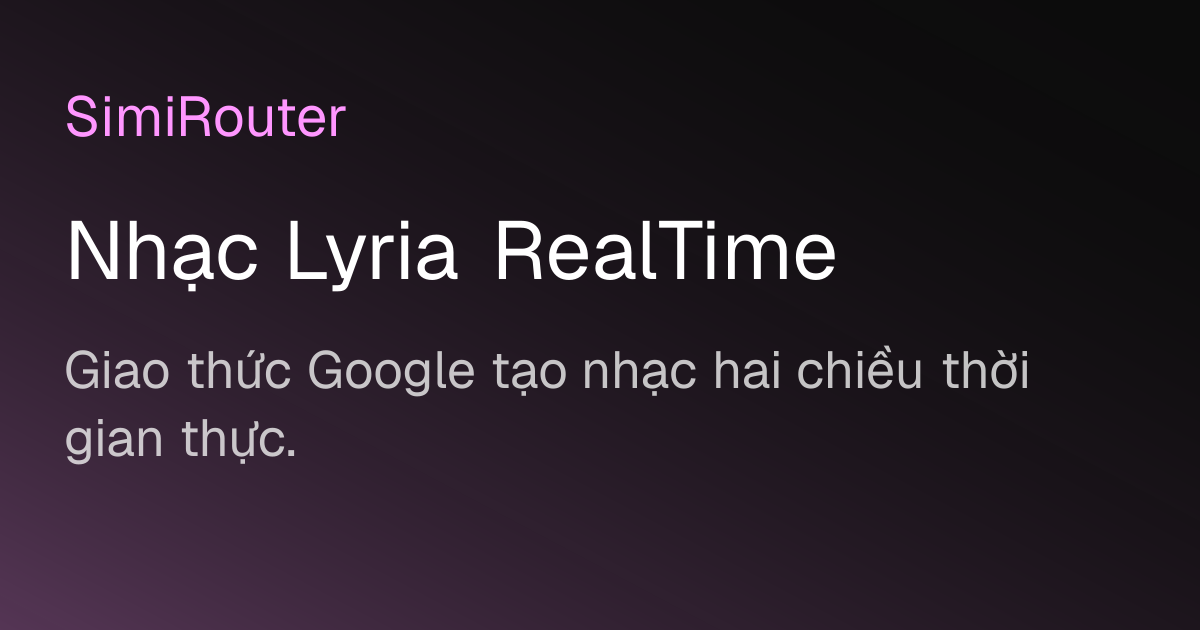 SimiRouter
Nhạc Lyria RealTime
Giao thức Google tạo nhạc hai chiều thời
gian thực.